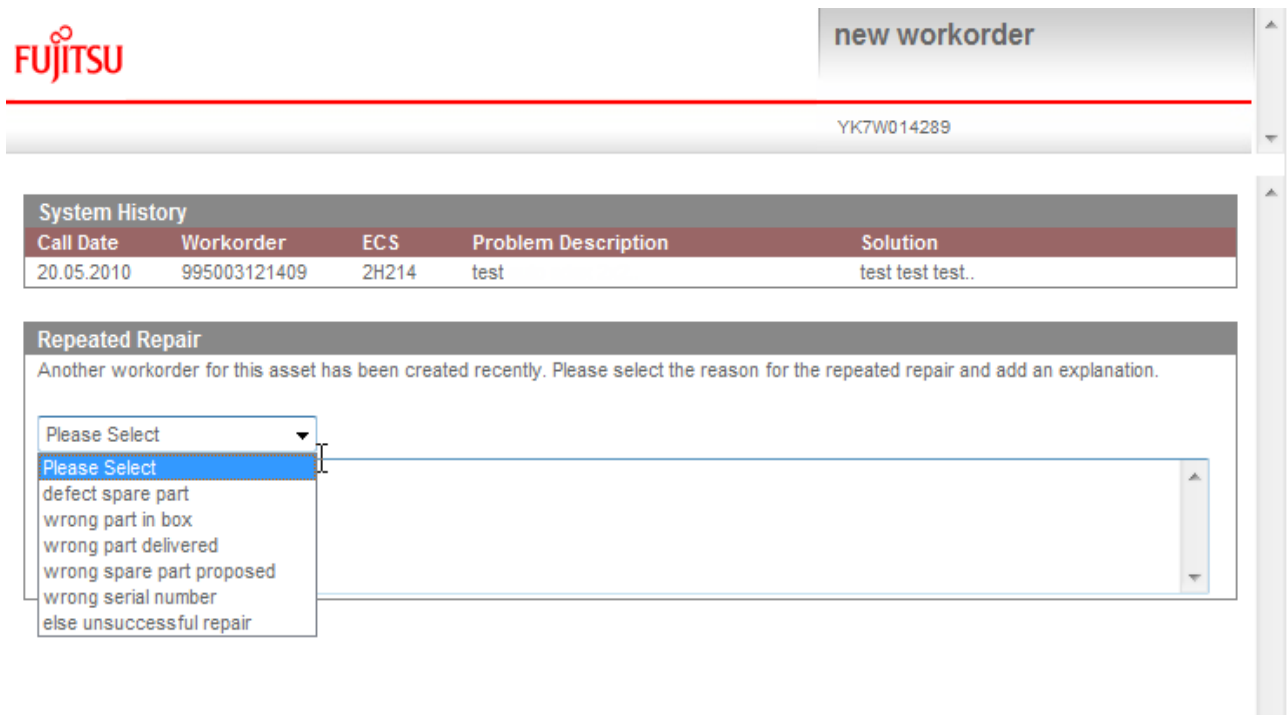 FUJITSU
new workorder
YK7W014289
System History
Call Date Workorder ECS Problem Description Solution
20.05.2010 995003121409 2H214 test test test test..
Repeated Repair
Another workorder for this asset has been created recently. Please select the reason for the repeated repair and add an explanation.
Please Select
Please Select
defect spare part
wrong part in box
wrong part delivered
wrong spare part proposed
wrong serial number
else unsuccessful repair